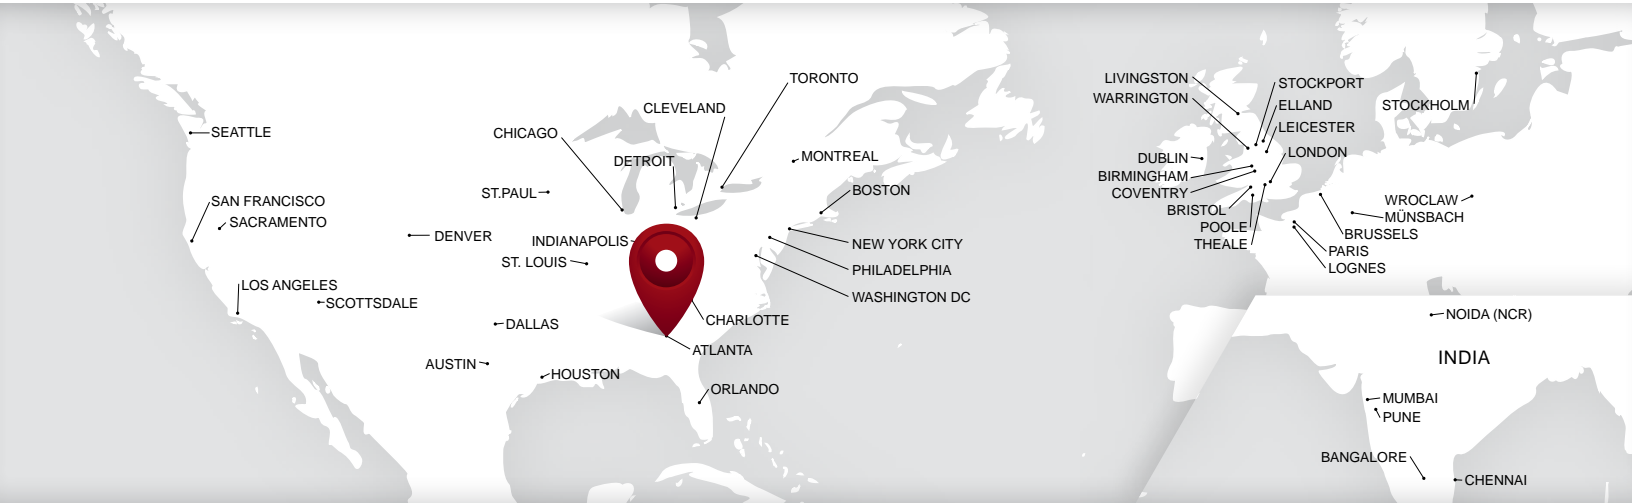 TORONTO
CLEVELAND
CHICAGO
SEATTLE
DETROIT
MONTREAL
ST.PAUL
BOSTON
SAN FRANCISCO
SACRAMENTO
DENVER
INDIANAPOLIS
NEW YORK CITY
ST. LOUIS
PHILADELPHIA
LOS ANGELES
SCOTTSDALE
WASHINGTON DC
DALLAS
CHARLOTTE
ATLANTA
AUSTIN
HOUSTON
ORLANDO
LIVINGSTON
STOCKPORT
WARRINGTON
ELLAND
STOCKHOLM
LEICESTER
DUBLIN
LONDON
BIRMINGHAM
COVENTRY
WROCLAW
BRISTOL
MÜNSBACH
POOLE
BRUSSELS
THEALE
PARIS
LOGNES
NOIDA (NCR)
INDIA
MUMBAI
PUNE
BANGALORE
CHENNAI